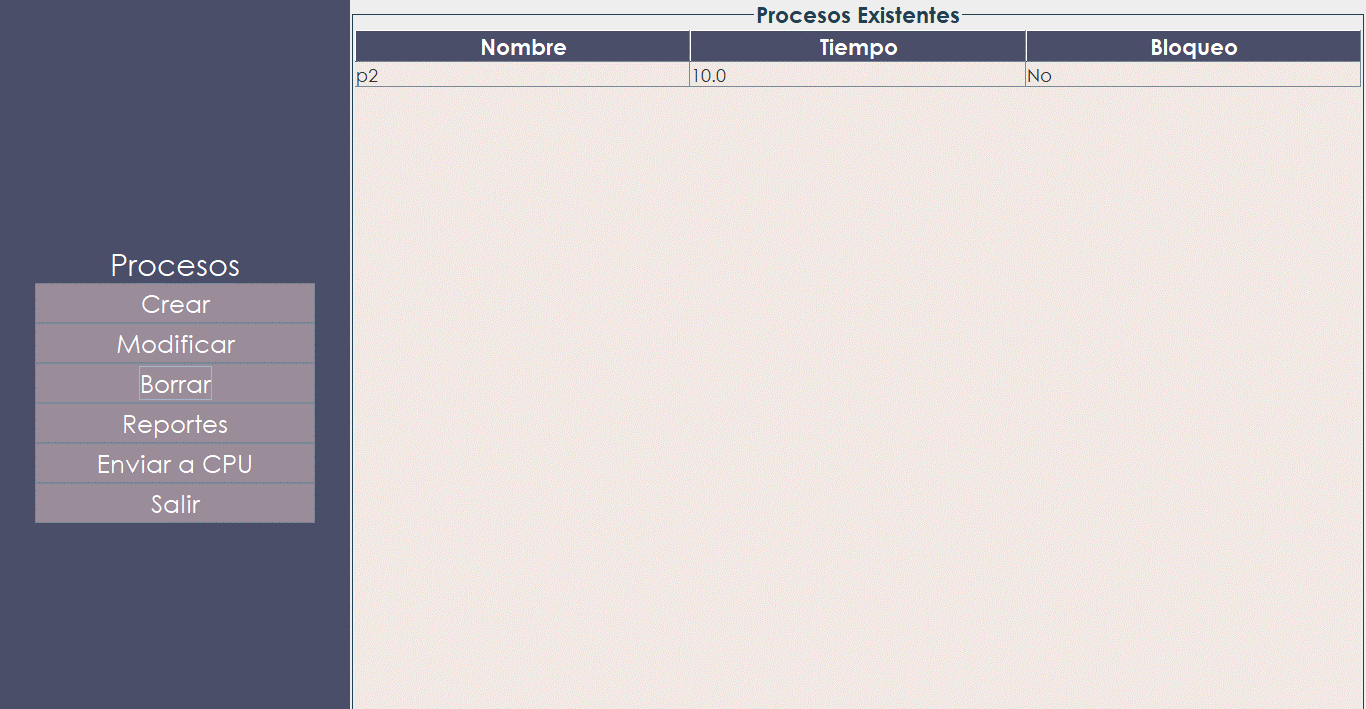 Procesos
Crear
Modificar
Borrar
Reportes
Enviar a CPU
Salir
Procesos Existentes
Nombre Tiempo Bloqueo
p2 10.0 No